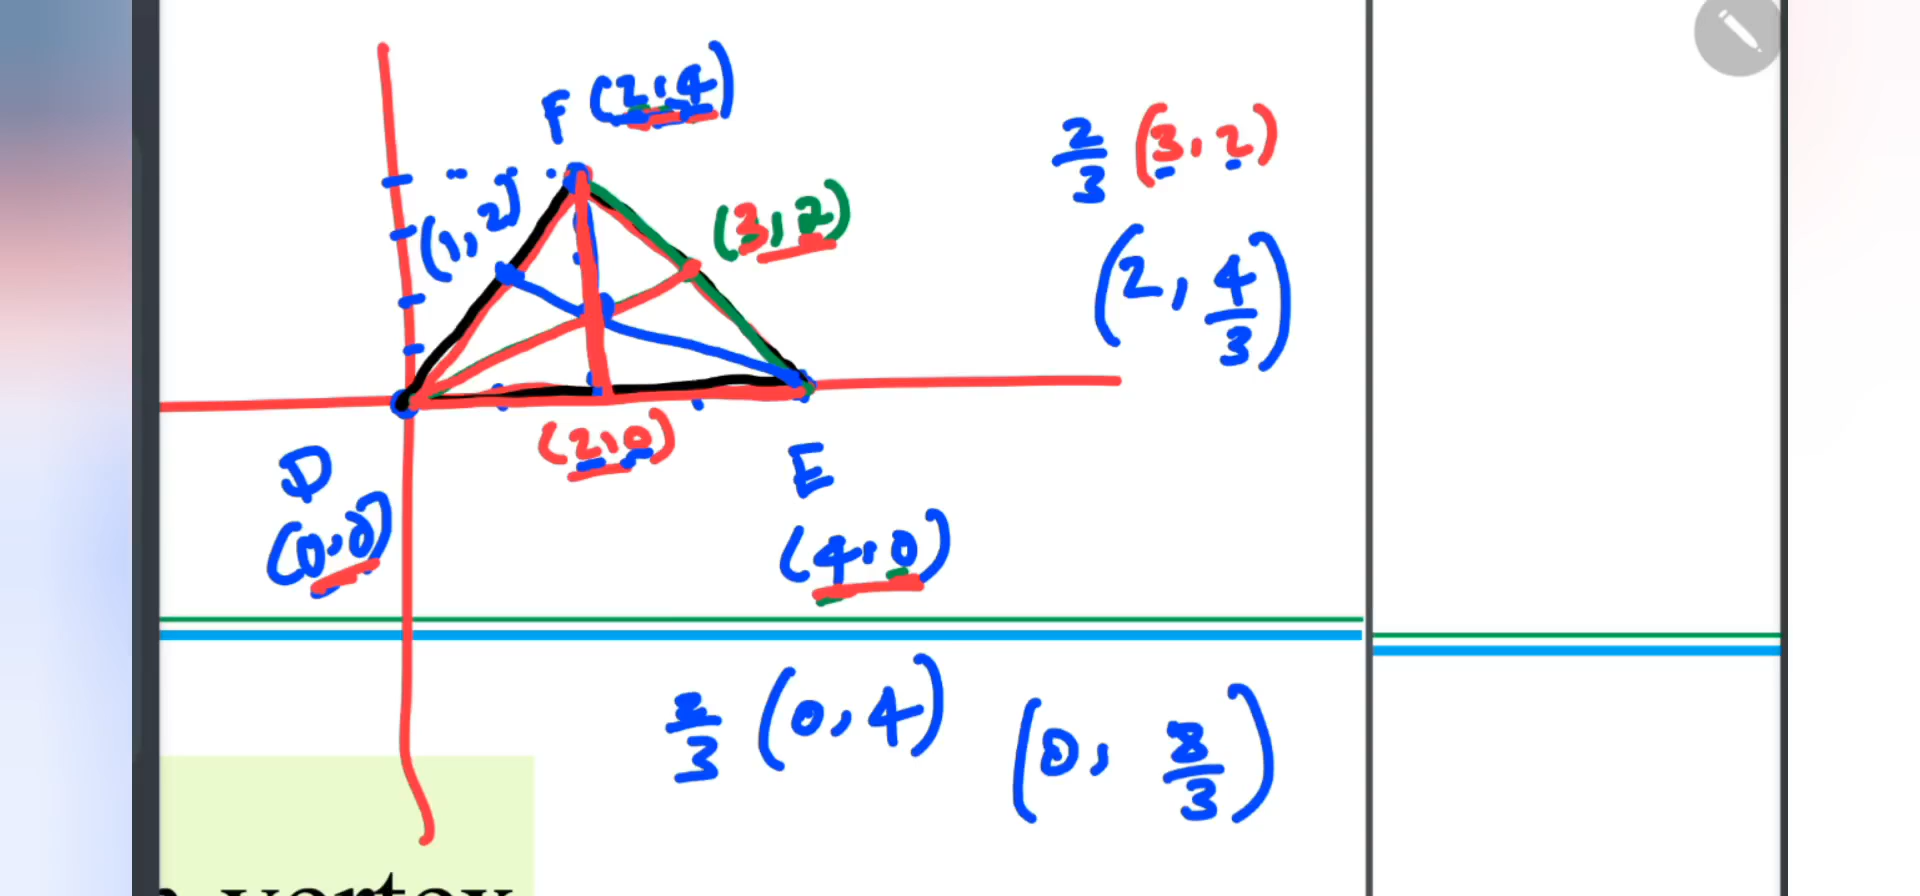 F (2,4)
2/3 (3,2)
(1,2)
(3,2)
(2, 4/3)
(2,0)
D
E
(0,0)
(4,0)
2/3 (0,4) (0, 8/3)
vertex